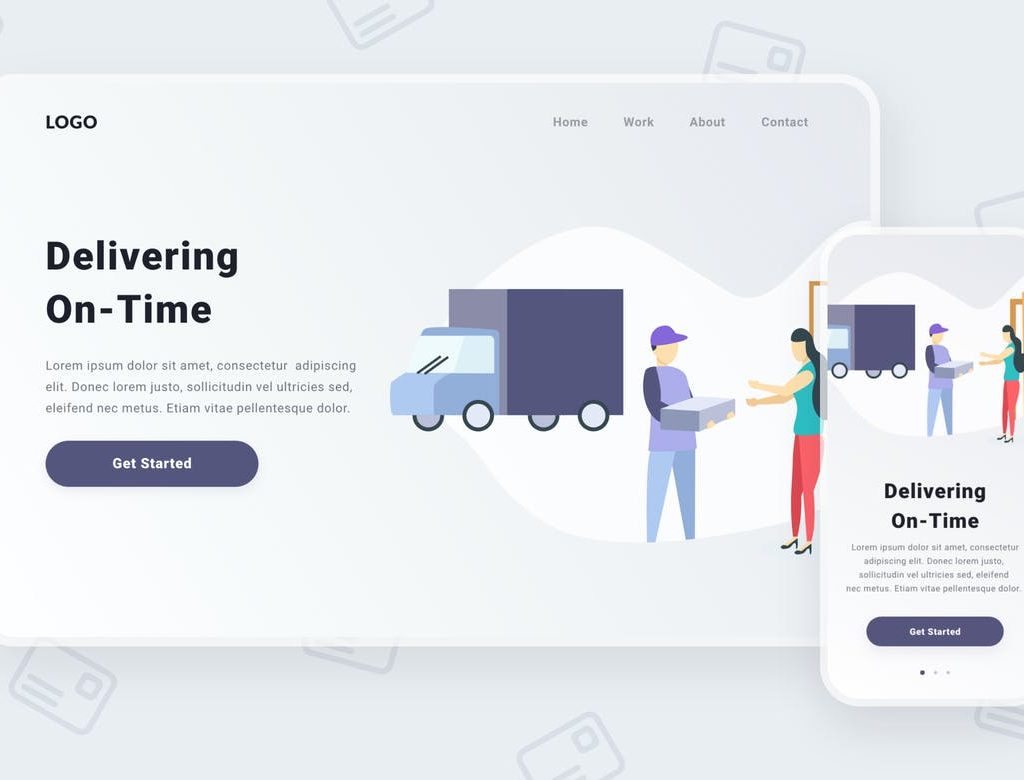 LOGO
Home Work About Contact
Delivering
On-Time
Lorem ipsum dolor sit amet, consectetur adipiscing
elit. Donec lorem justo, sollicitudin vel ultricies sed,
eleifend nec metus. Etiam vitae pellentesque dolor.
Get Started
Delivering
On-Time
Lorem ipsum dolor sit amet, consectetur
adipiscing elit. Donec lorem justo,
sollicitudin vel ultricies sed, eleifend
nec metus. Etiam vitae pellentesque dolor.
Get Started